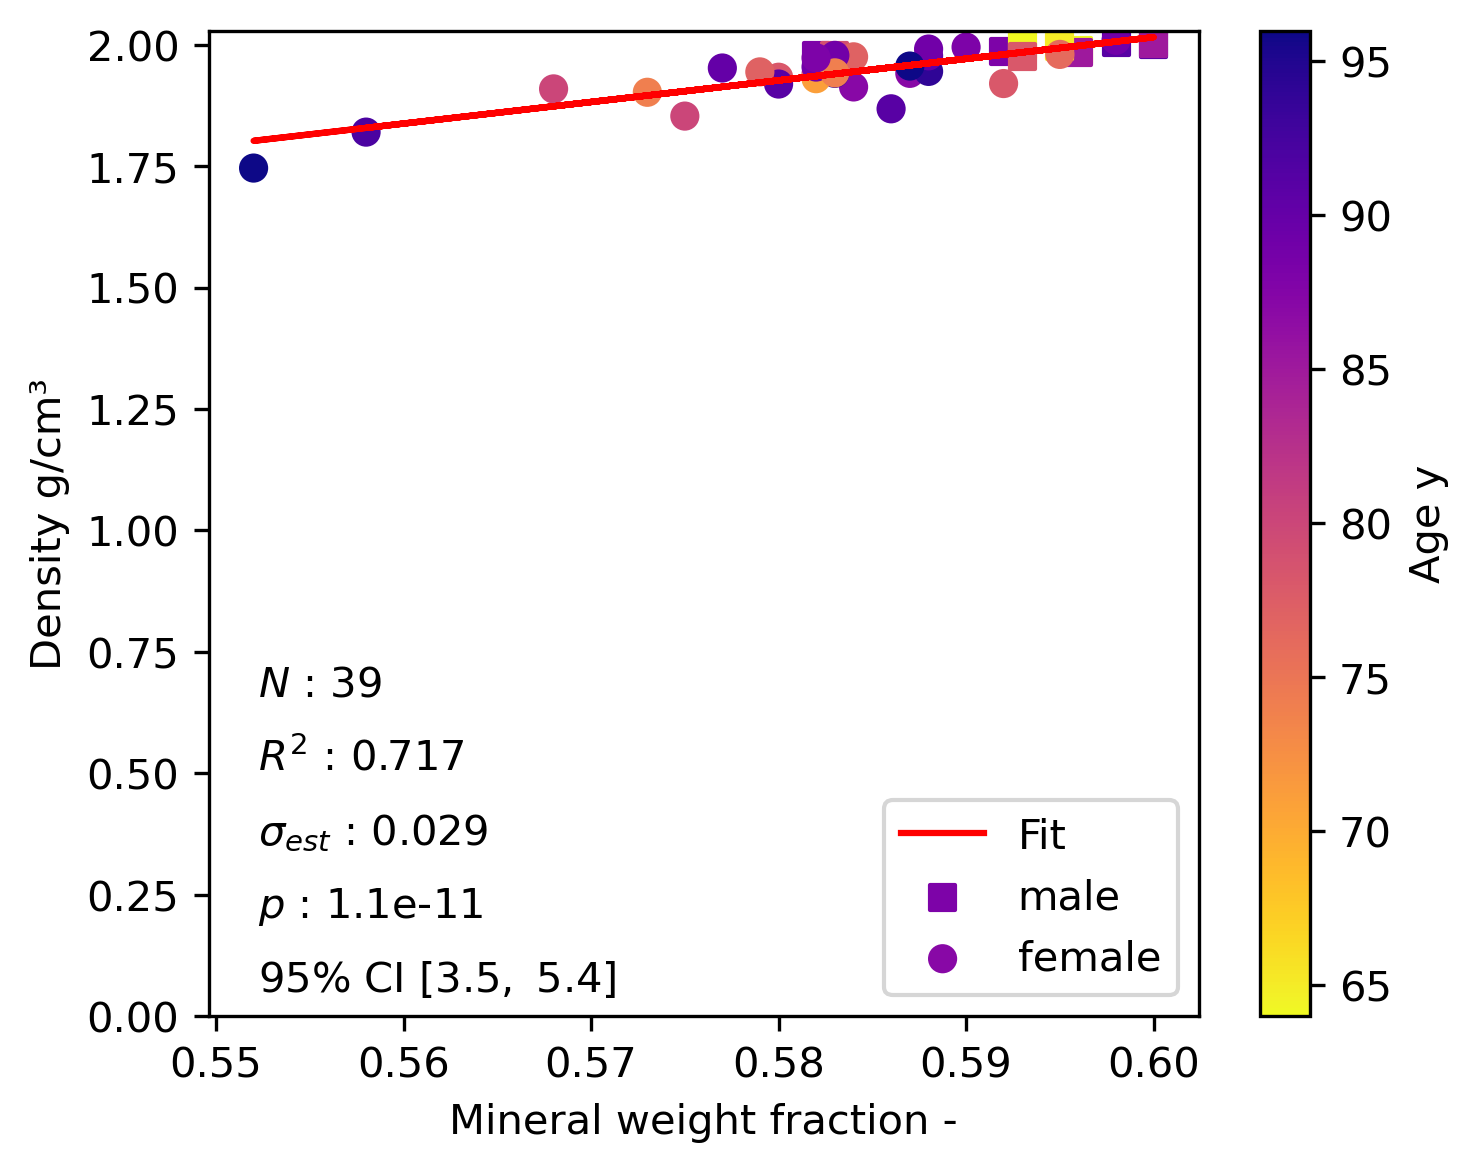 2.00
1.75
1.50
1.25
1.00
0.75
0.50
0.25
0.00
Density g/cm³
N : 39
R² : 0.717
σest : 0.029
p : 1.1e-11
95% CI [3.5, 5.4]
Fit
male
female
0.55 0.56 0.57 0.58 0.59 0.60
Mineral weight fraction -
95
90
85
80
75
70
65
Age y